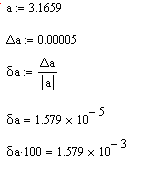 a := 3.1659
Δa := 0.00005
δa := Δa / |a|
δa = 1.579 × 10^-5
δa·100 = 1.579 × 10^-3